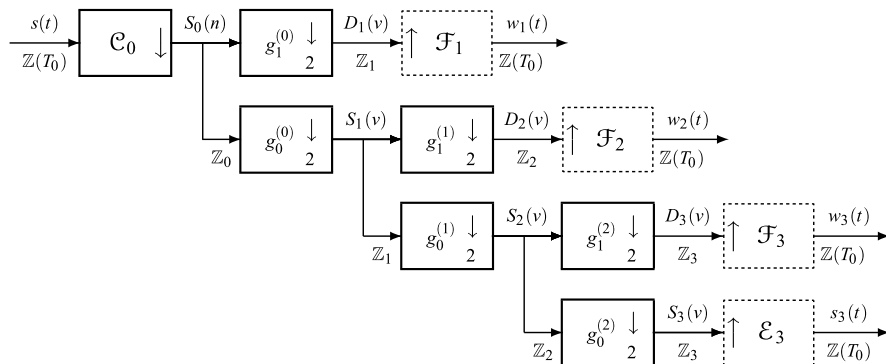 s(t) S₀(n) D₁(v) w₁(t)
𝒞₀ ↓ g₁⁽⁰⁾ ↓ 2 ↑ ℱ₁
ℤ(T₀) ℤ₁ ℤ(T₀)
S₁(v) D₂(v) w₂(t)
g₀⁽⁰⁾ ↓ 2 g₁⁽¹⁾ ↓ 2 ↑ ℱ₂
ℤ₀ ℤ₂ ℤ(T₀)
S₂(v) D₃(v) w₃(t)
g₀⁽¹⁾ ↓ 2 g₁⁽²⁾ ↓ 2 ↑ ℱ₃
ℤ₁ ℤ₃ ℤ(T₀)
S₃(v) s₃(t)
g₀⁽²⁾ ↓ 2 ↑ ℰ₃
ℤ₂ ℤ₃ ℤ(T₀)